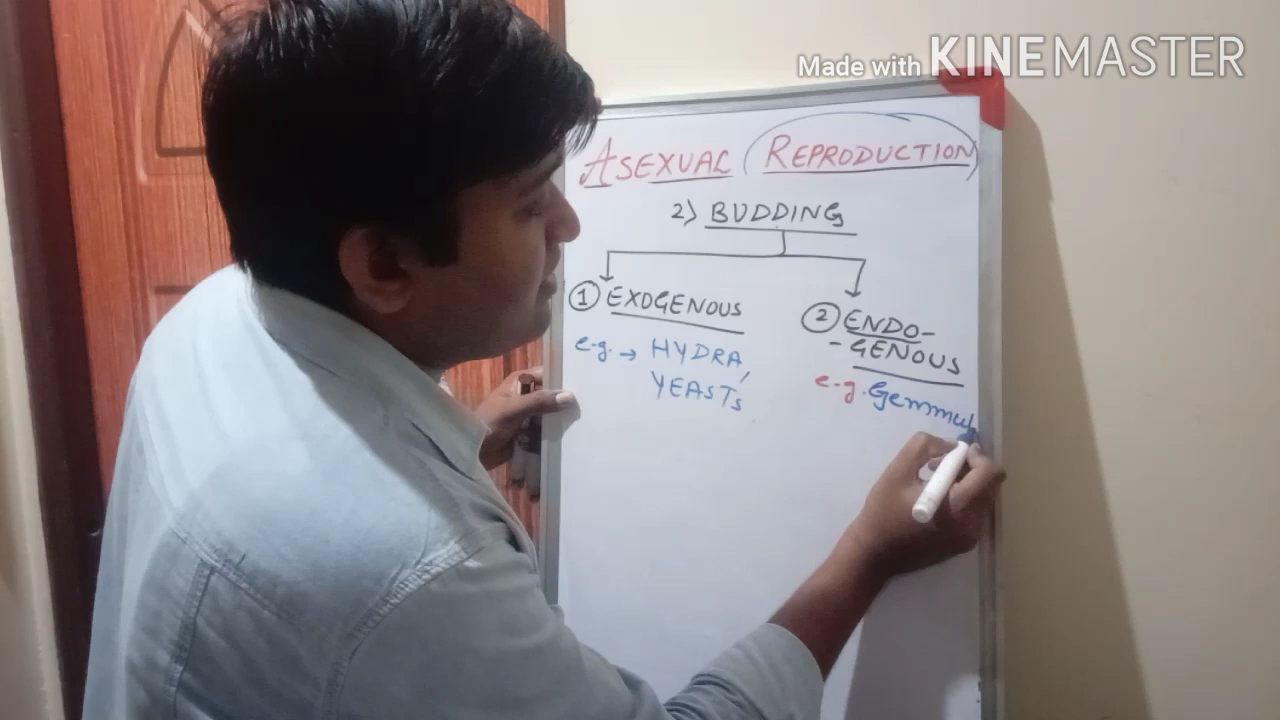 Made with KINEMASTER
ASEXUAL REPRODUCTION
2) BUDDING
① EXOGENOUS
e.g. → HYDRA,
YEASTs
② ENDO-
- GENOUS
e.g. Gemmul